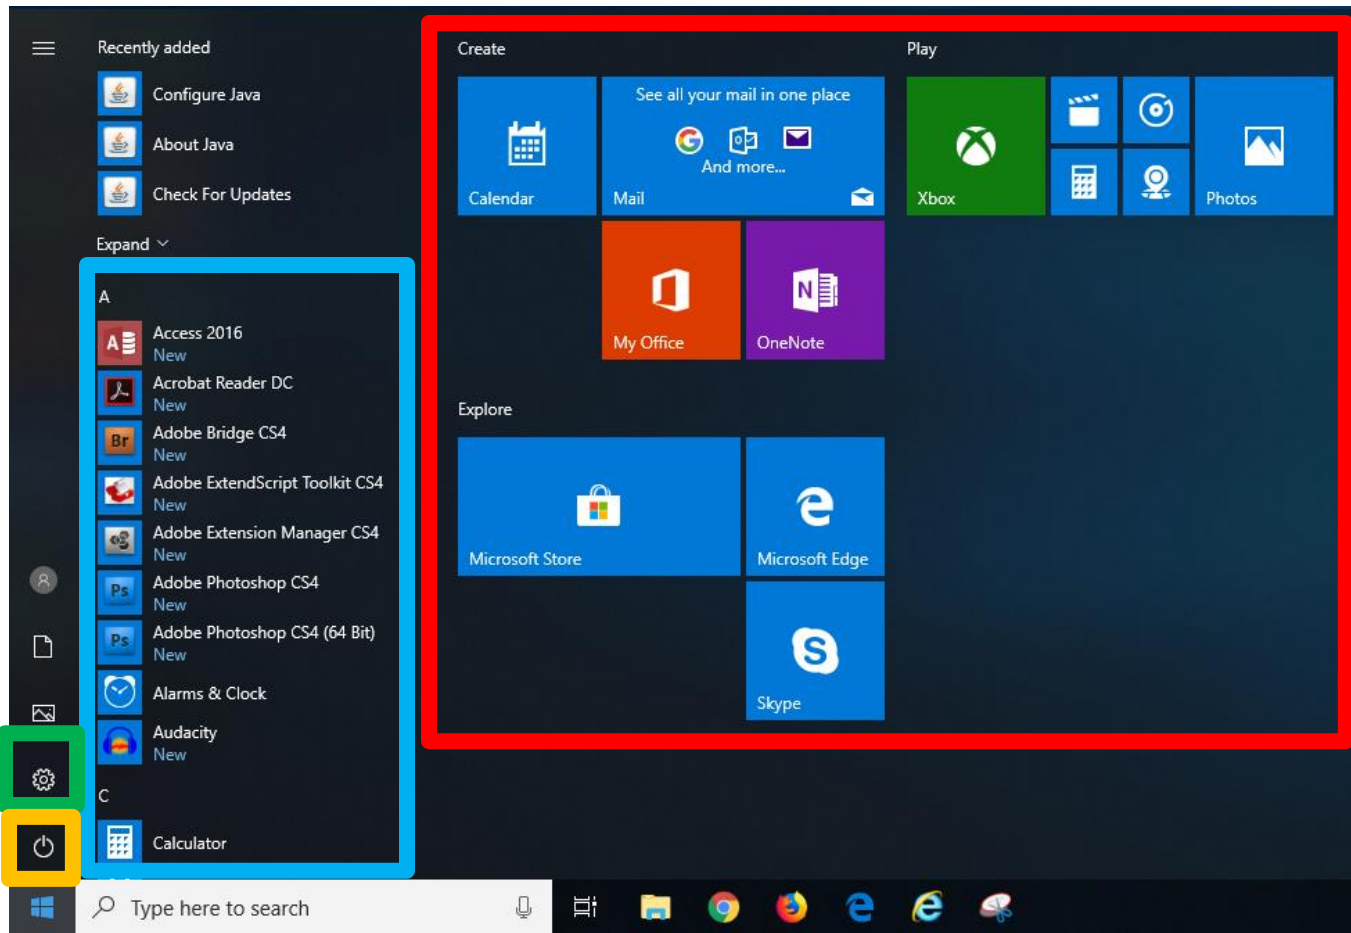 Recently added
Configure Java
About Java
Check For Updates
Expand
A
Access 2016
New
Acrobat Reader DC
New
Br
Adobe Bridge CS4
New
Adobe ExtendScript Toolkit CS4
New
Adobe Extension Manager CS4
New
Ps
Adobe Photoshop CS4
New
Ps
Adobe Photoshop CS4 (64 Bit)
New
Alarms & Clock
Audacity
New
C
Calculator
Create
Calendar
See all your mail in one place
And more...
Mail
My Office
OneNote
Play
Xbox
Photos
Explore
Microsoft Store
Microsoft Edge
Skype
Type here to search